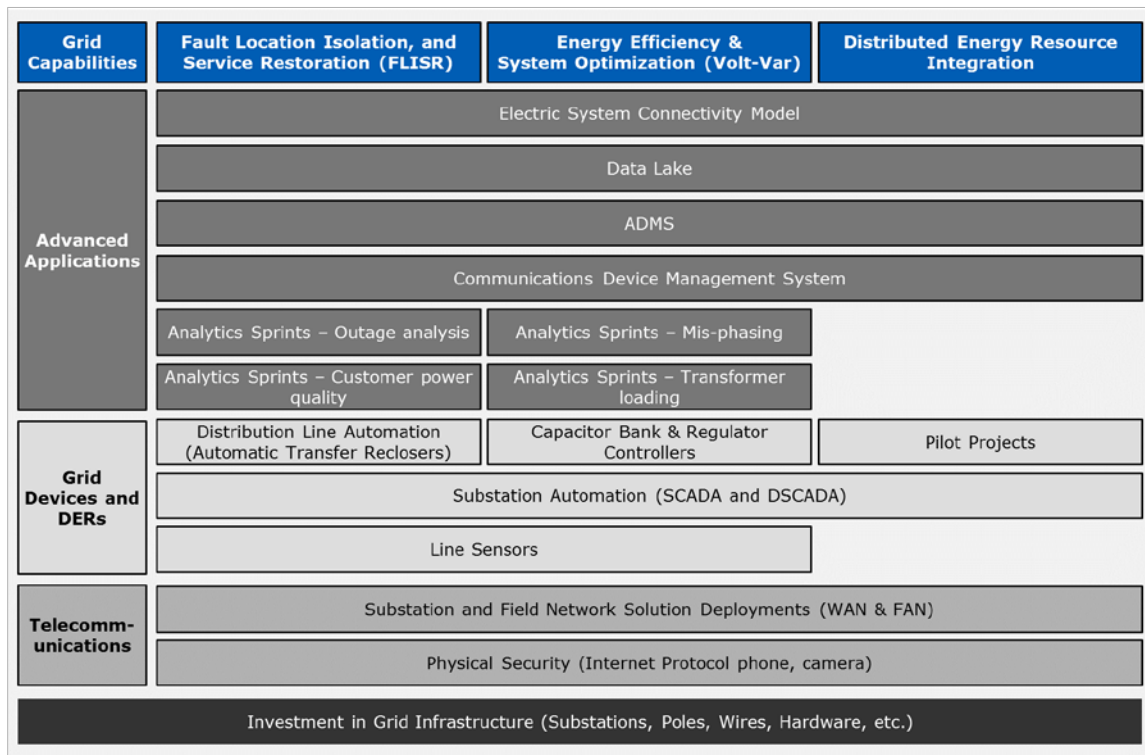 Grid
Capabilities
Fault Location Isolation, and
Service Restoration (FLISR)
Energy Efficiency &
System Optimization (Volt-Var)
Distributed Energy Resource
Integration
Advanced
Applications
Electric System Connectivity Model
Data Lake
ADMS
Communications Device Management System
Analytics Sprints – Outage analysis
Analytics Sprints – Mis-phasing
Analytics Sprints – Customer power
quality
Analytics Sprints – Transformer
loading
Grid
Devices and
DERs
Distribution Line Automation
(Automatic Transfer Reclosers)
Capacitor Bank & Regulator
Controllers
Pilot Projects
Substation Automation (SCADA and DSCADA)
Line Sensors
Telecomm-
unications
Substation and Field Network Solution Deployments (WAN & FAN)
Physical Security (Internet Protocol phone, camera)
Investment in Grid Infrastructure (Substations, Poles, Wires, Hardware, etc.)